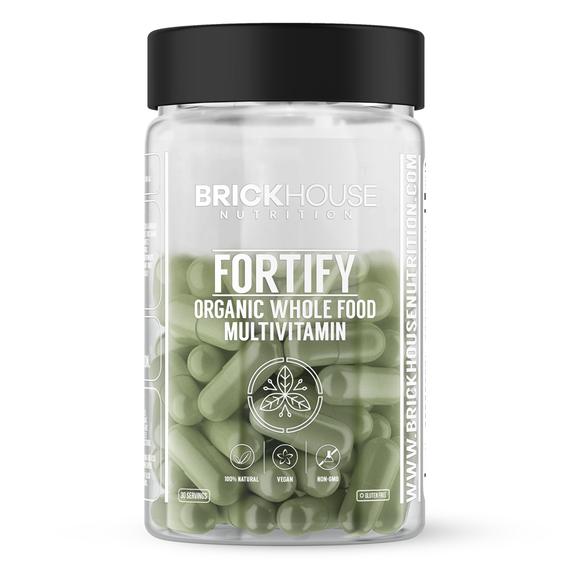 BRICKHOUSE
NUTRITION
FORTIFY
ORGANIC WHOLE FOOD
MULTIVITAMIN
100% NATURAL
VEGAN
NON-GMO
30 SERVINGS
GLUTEN FREE
WWW.BRICKHOUSENUTRITION.COM